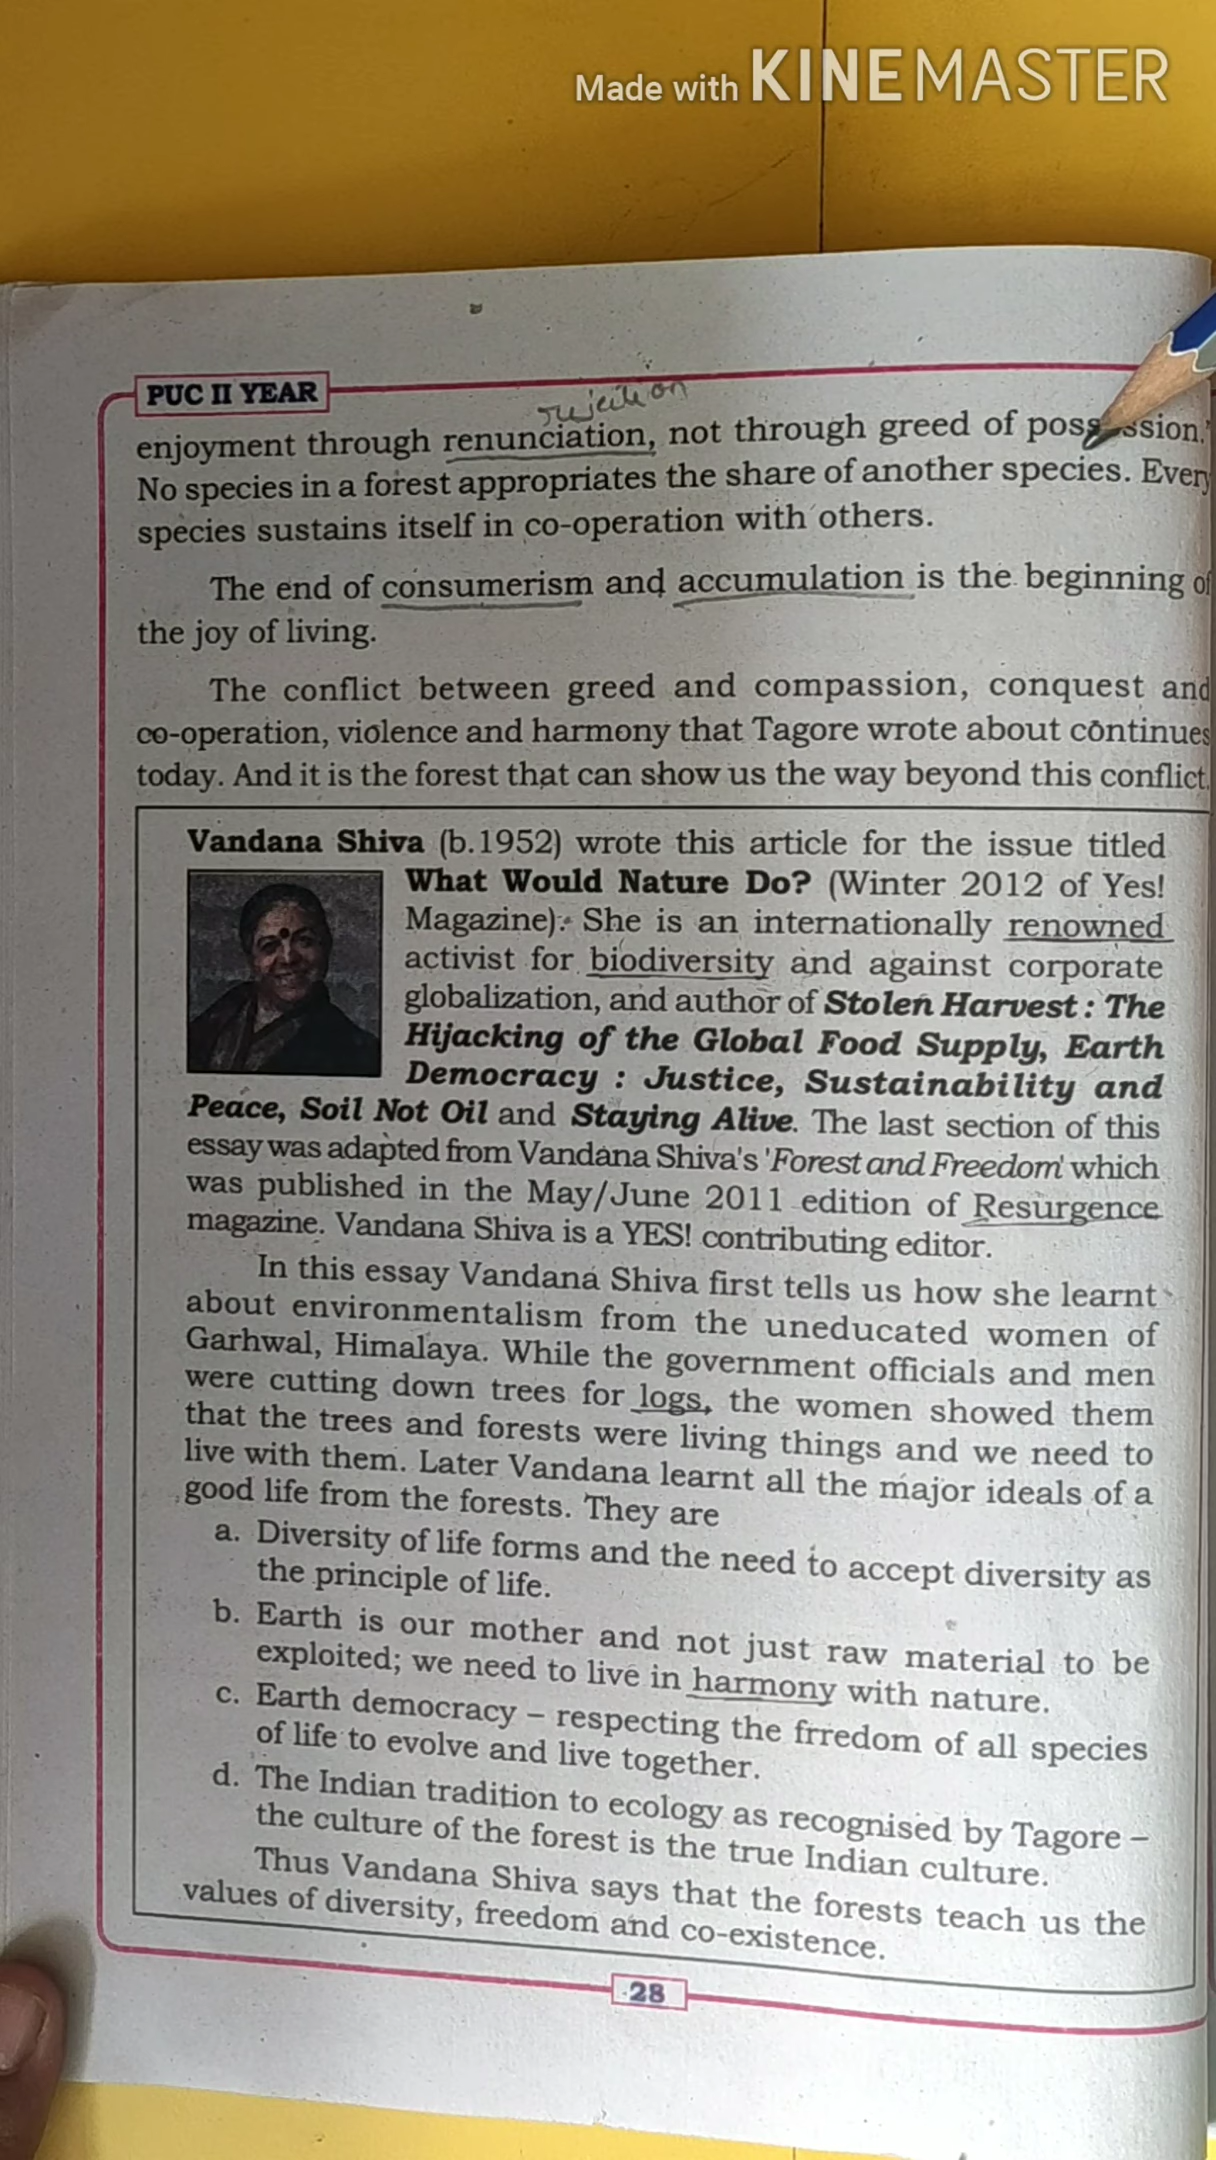 Made with KINEMASTER
PUC II YEAR
rejection
enjoyment through renunciation, not through greed of possession.
No species in a forest appropriates the share of another species. Every
species sustains itself in co-operation with others.
The end of consumerism and accumulation is the beginning of
the joy of living.
The conflict between greed and compassion, conquest and
co-operation, violence and harmony that Tagore wrote about continues
today. And it is the forest that can show us the way beyond this conflict.
Vandana Shiva (b.1952) wrote this article for the issue titled
What Would Nature Do? (Winter 2012 of Yes!
Magazine). She is an internationally renowned
activist for biodiversity and against corporate
globalization, and author of Stolen Harvest : The
Hijacking of the Global Food Supply, Earth
Democracy : Justice, Sustainability and
Peace, Soil Not Oil and Staying Alive. The last section of this
essay was adapted from Vandana Shiva's 'Forest and Freedom' which
was published in the May/June 2011 edition of Resurgence
magazine. Vandana Shiva is a YES! contributing editor.
In this essay Vandana Shiva first tells us how she learnt
about environmentalism from the uneducated women of
Garhwal, Himalaya. While the government officials and men
were cutting down trees for logs, the women showed them
that the trees and forests were living things and we need to
live with them. Later Vandana learnt all the major ideals of a
good life from the forests. They are
a. Diversity of life forms and the need to accept diversity as
the principle of life.
b. Earth is our mother and not just raw material to be
exploited; we need to live in harmony with nature.
c. Earth democracy – respecting the frredom of all species
of life to evolve and live together.
d. The Indian tradition to ecology as recognised by Tagore –
the culture of the forest is the true Indian culture.
Thus Vandana Shiva says that the forests teach us the
values of diversity, freedom and co-existence.
28